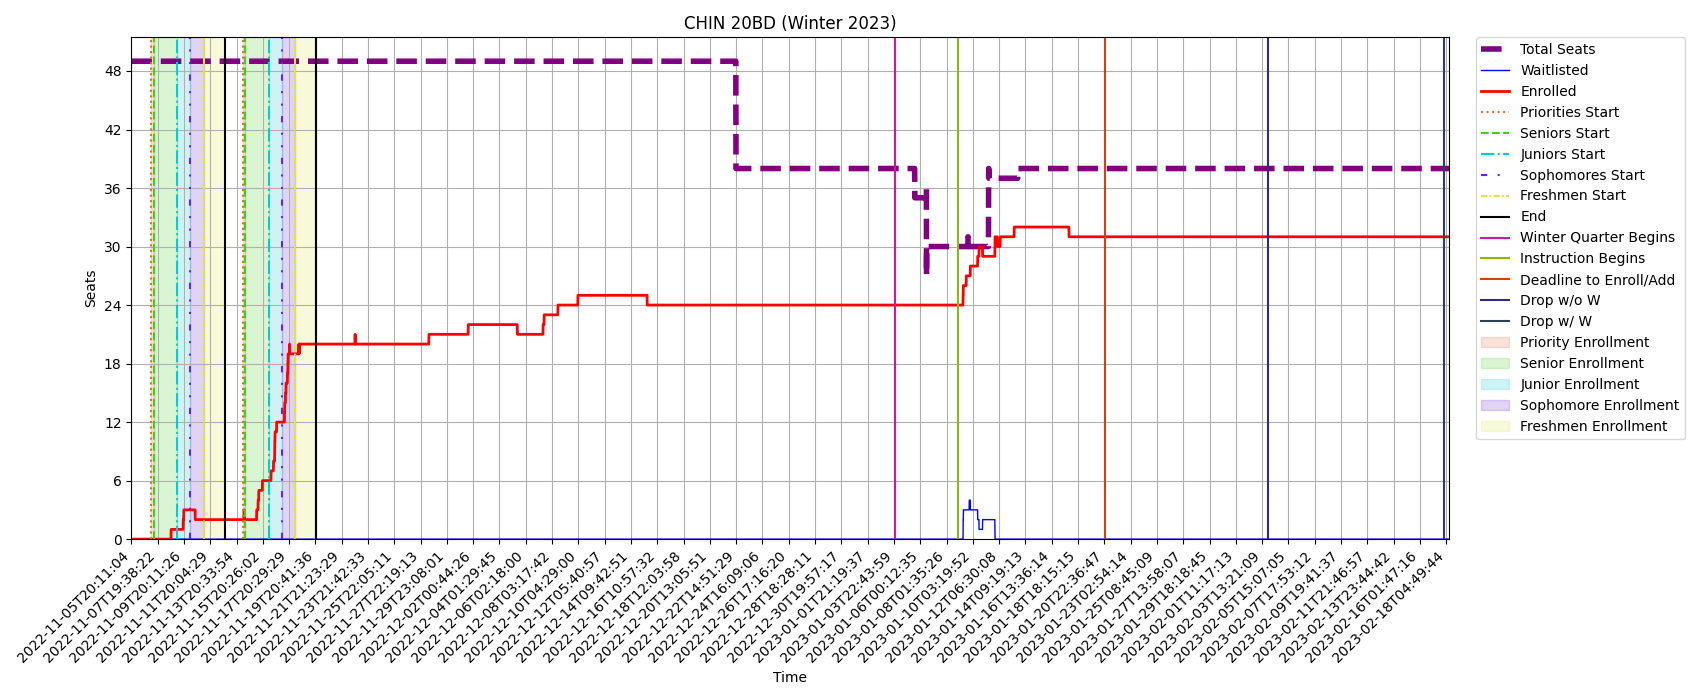 CHIN 20BD (Winter 2023)
Seats
48
42
36
30
24
18
12
6
0
2022-11-05T20:11:04
2022-11-07T19:38:22
2022-11-09T20:11:26
2022-11-11T20:04:29
2022-11-13T20:33:54
2022-11-15T20:26:02
2022-11-17T20:29:29
2022-11-19T20:41:36
2022-11-21T21:23:29
2022-11-23T21:42:33
2022-11-25T22:05:11
2022-11-27T22:19:13
2022-11-29T23:08:01
2022-12-02T00:44:26
2022-12-04T01:29:45
2022-12-06T02:18:00
2022-12-08T03:17:42
2022-12-10T04:29:00
2022-12-12T05:40:57
2022-12-14T09:42:51
2022-12-16T10:57:32
2022-12-18T12:03:58
2022-12-20T13:05:51
2022-12-22T14:51:29
2022-12-24T16:09:06
2022-12-26T17:16:20
2022-12-28T18:28:11
2022-12-30T19:57:17
2023-01-01T21:19:37
2023-01-03T22:43:59
2023-01-06T00:12:35
2023-01-08T01:35:26
2023-01-10T03:19:52
2023-01-12T06:30:08
2023-01-14T09:19:13
2023-01-16T13:36:14
2023-01-18T18:15:15
2023-01-20T22:36:47
2023-01-23T02:54:14
2023-01-25T08:45:09
2023-01-27T13:58:07
2023-01-29T18:18:45
2023-02-01T11:17:13
2023-02-03T13:21:09
2023-02-05T15:07:05
2023-02-07T17:53:12
2023-02-09T19:41:37
2023-02-11T21:46:57
2023-02-13T23:44:42
2023-02-16T01:47:16
2023-02-18T04:49:44
Time
Total Seats
Waitlisted
Enrolled
Priorities Start
Seniors Start
Juniors Start
Sophomores Start
Freshmen Start
End
Winter Quarter Begins
Instruction Begins
Deadline to Enroll/Add
Drop w/o W
Drop w/ W
Priority Enrollment
Senior Enrollment
Junior Enrollment
Sophomore Enrollment
Freshmen Enrollment